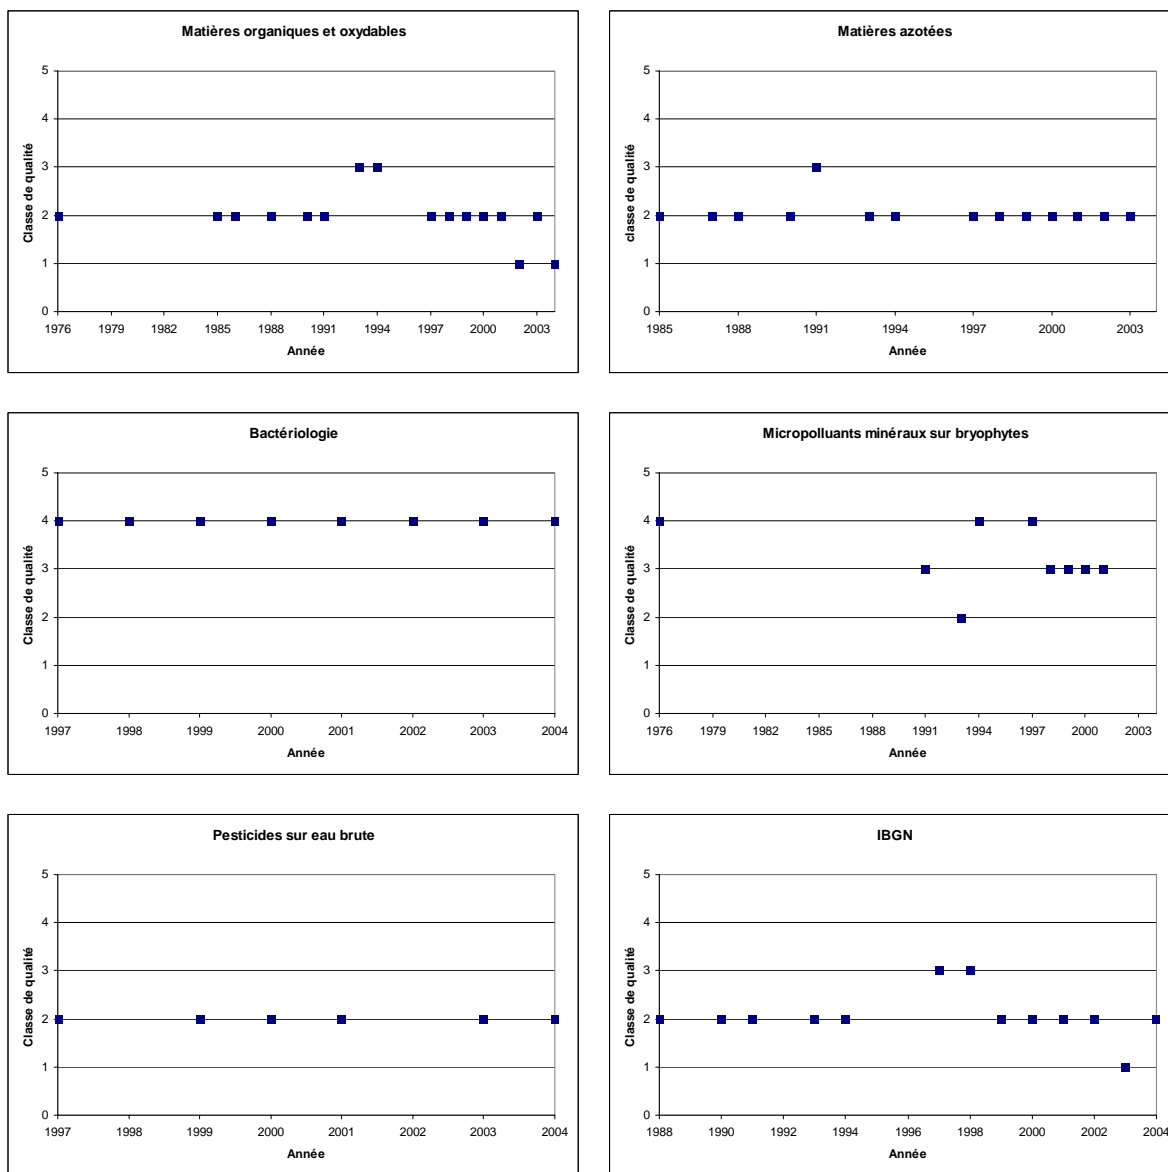 Matières organiques et oxydables
5
4
3
2
1
0
Classe de qualité
1976 1979 1982 1985 1988 1991 1994 1997 2000 2003
Année
Matières azotées
5
4
3
2
1
0
classe de qualité
1985 1988 1991 1994 1997 2000 2003
Année
Bactériologie
5
4
3
2
1
0
Classe de qualité
1997 1998 1999 2000 2001 2002 2003 2004
Année
Micropolluants minéraux sur bryophytes
5
4
3
2
1
0
Classe de qualité
1976 1979 1982 1985 1988 1991 1994 1997 2000 2003
Année
Pesticides sur eau brute
5
4
3
2
1
0
Classe de qualité
1997 1998 1999 2000 2001 2002 2003 2004
Année
IBGN
5
4
3
2
1
0
Classe de qualité
1988 1990 1992 1994 1996 1998 2000 2002 2004
Année